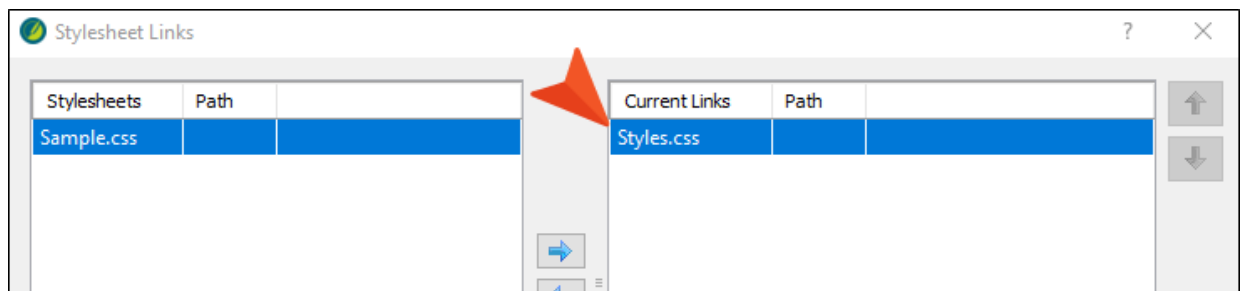 Stylesheet Links
?
Stylesheets Path
Sample.css
Current Links Path
Styles.css